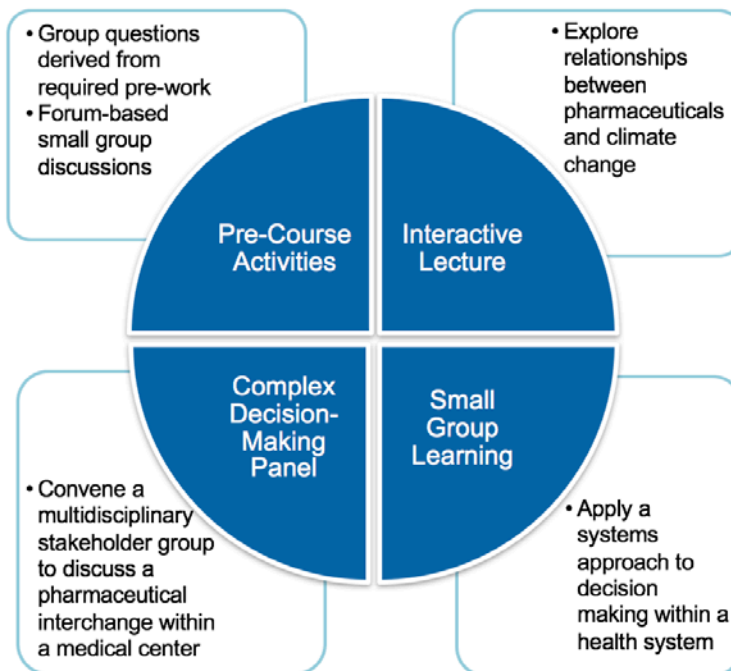 • Group questions
derived from
required pre-work
• Forum-based
small group
discussions
• Explore
relationships
between
pharmaceuticals
and climate
change
Pre-Course
Activities
Interactive
Lecture
Complex
Decision-
Making
Panel
Small
Group
Learning
• Convene a
multidisciplinary
stakeholder group
to discuss a
pharmaceutical
interchange within
a medical center
• Apply a
systems
approach to
decision
making within a
health system